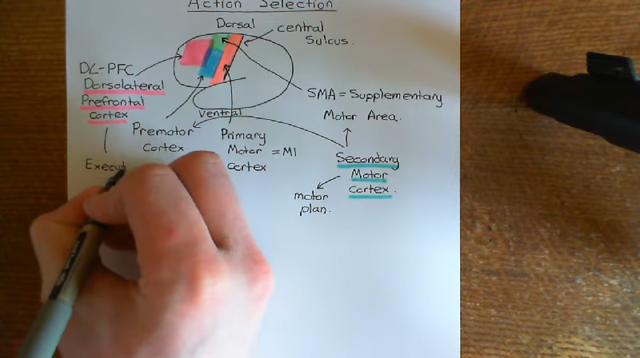 Action Selection
Dorsal
central
Sulcus.
DL-PFC
Dorsolateral
Prefrontal
cortex
SMA = Supplementary
Motor Area.
Ventral
Premotor
Cortex
Primary
Motor = M1
cortex
Secondary
Motor
cortex.
motor
plan.
Execut